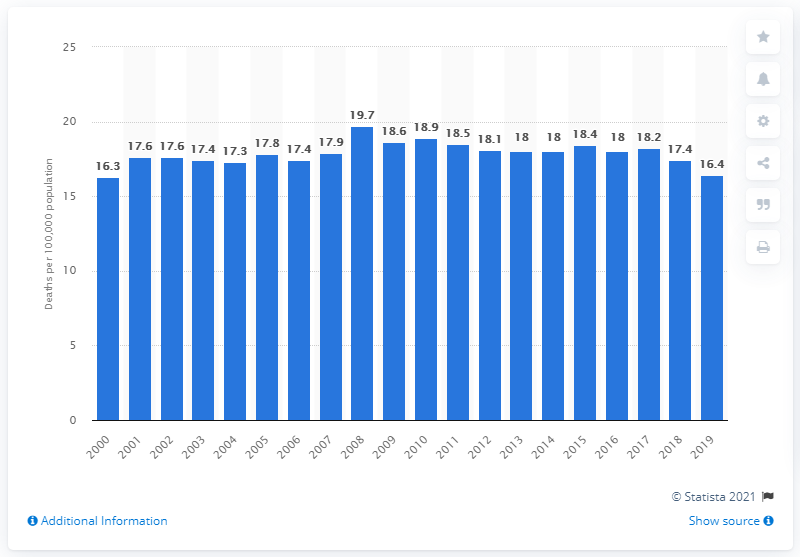 25
20
15
10
5
0
Deaths per 100,000 population
16.3 17.6 17.6 17.4 17.3 17.8 17.4 17.9 19.7 18.6 18.9 18.5 18.1 18 18 18.4 18 18.2 17.4 16.4
2000 2001 2002 2003 2004 2005 2006 2007 2008 2009 2010 2011 2012 2013 2014 2015 2016 2017 2018 2019
© Statista 2021
Additional Information
Show source